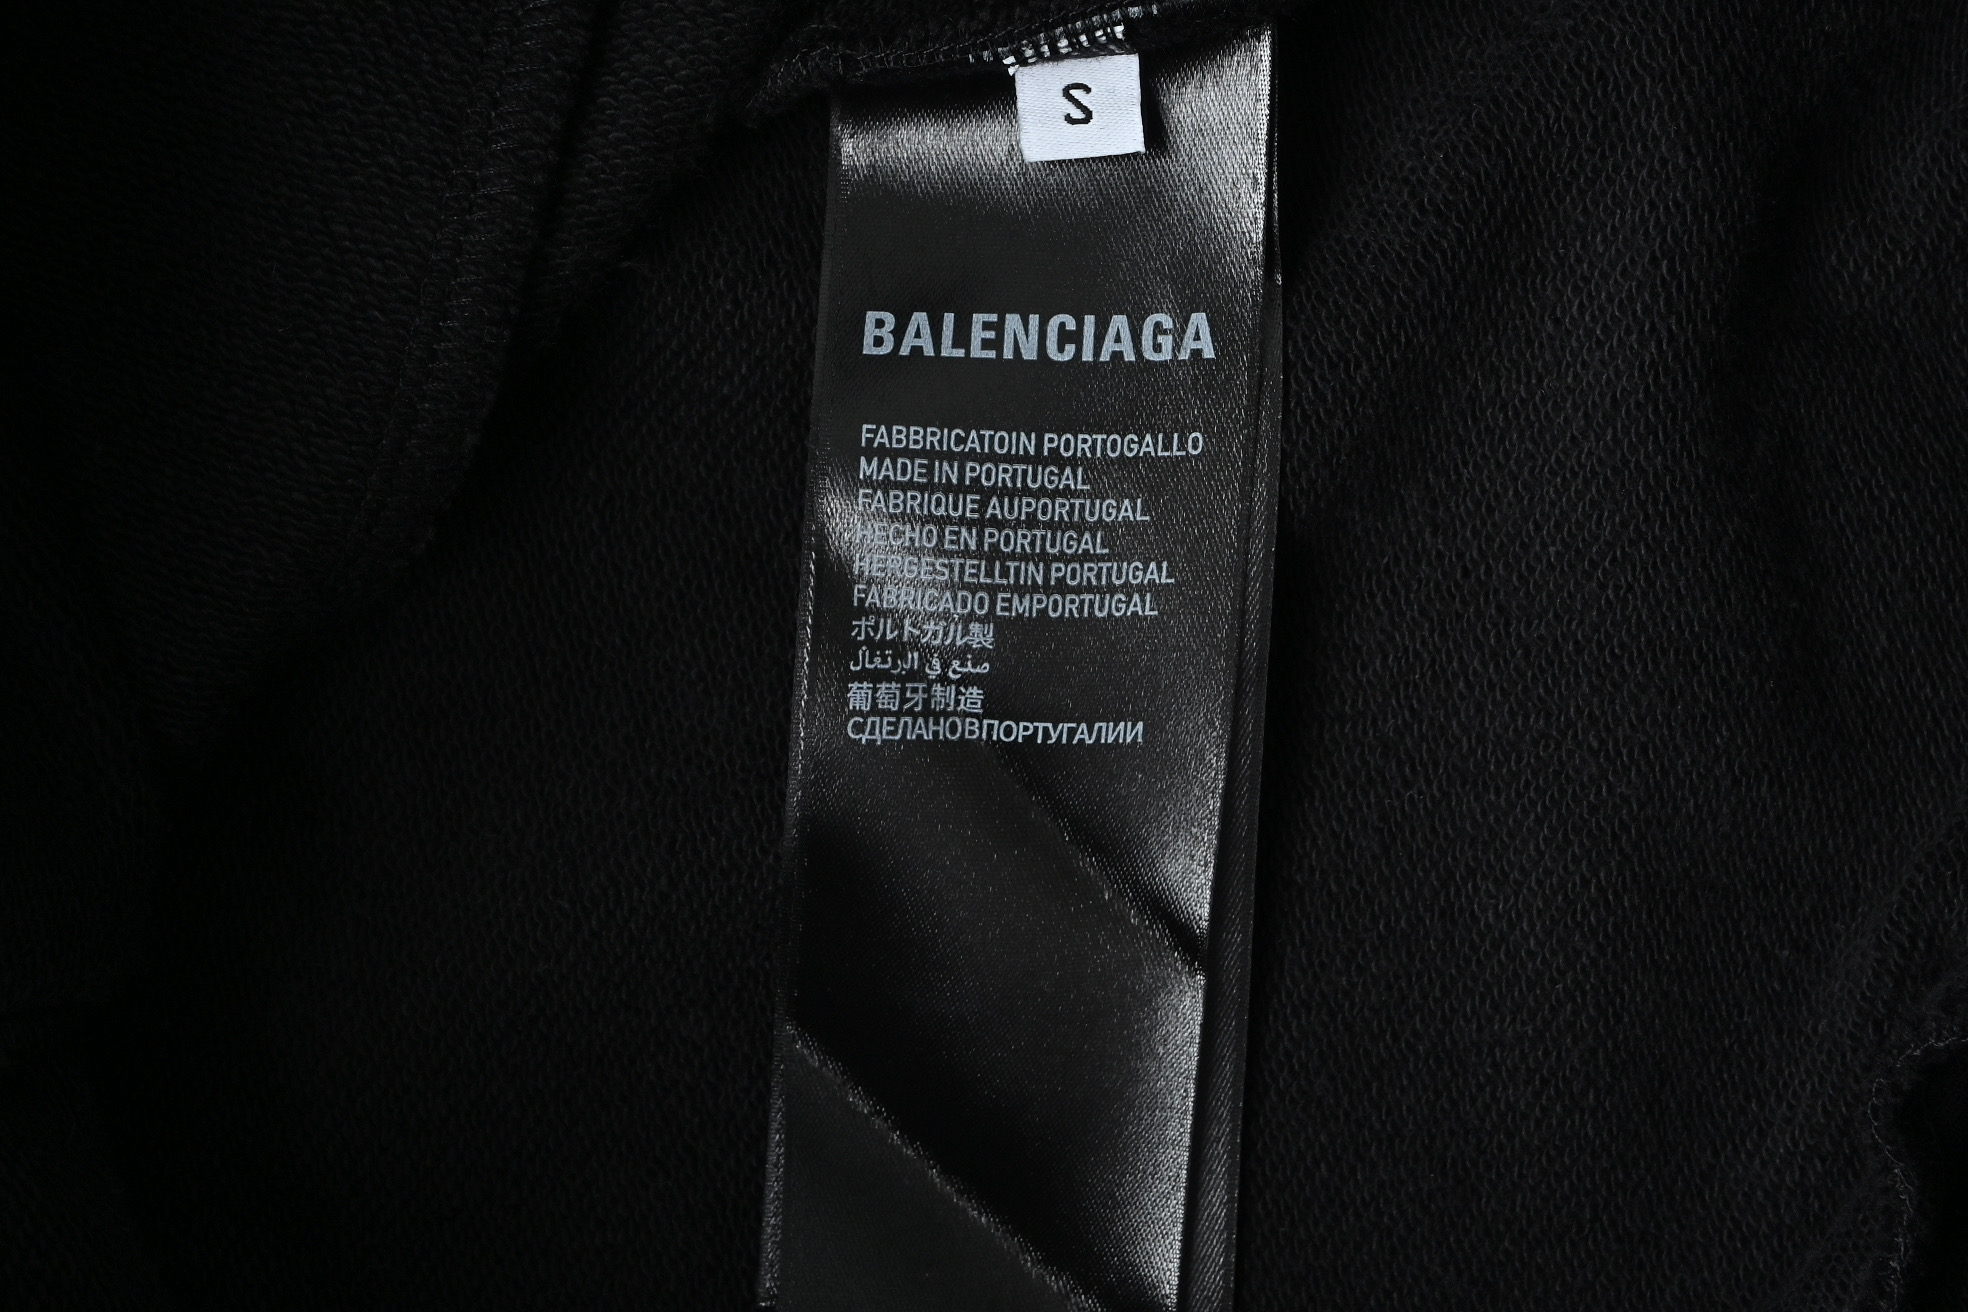 S
BALENCIAGA
FABBRICATOIN PORTOGALLO
MADE IN PORTUGAL
FABRIQUE AUPORTUGAL
HECHO EN PORTUGAL
HERGESTELLTIN PORTUGAL
FABRICADO EMPORTUGAL
ポルトガル製
صنع في البرتغال
葡萄牙制造
СДЕЛАНОВПОРТУГАЛИИ